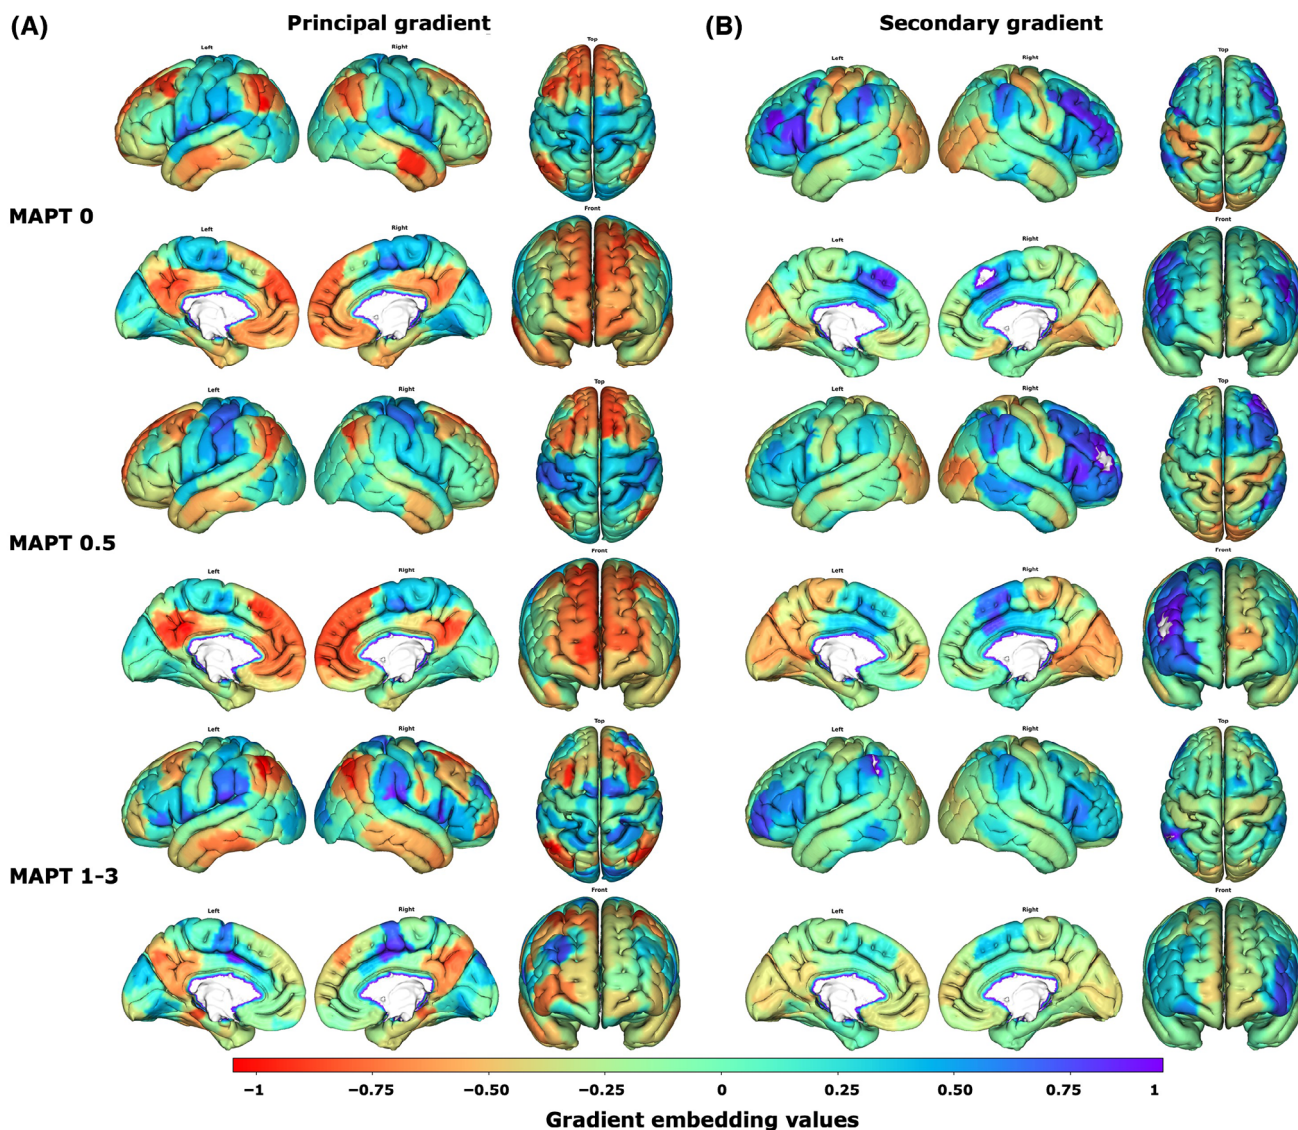 (A) Principal gradient
(B) Secondary gradient
Left Right Top
Left Right Top
MAPT 0
Left Right Front
Left Right Front
Left Right Top
Left Right Top
MAPT 0.5
Left Right Front
Left Right Front
Left Right Top
Left Right Top
MAPT 1-3
Left Right Front
Left Right Front
−1 −0.75 −0.50 −0.25 0 0.25 0.50 0.75 1
Gradient embedding values